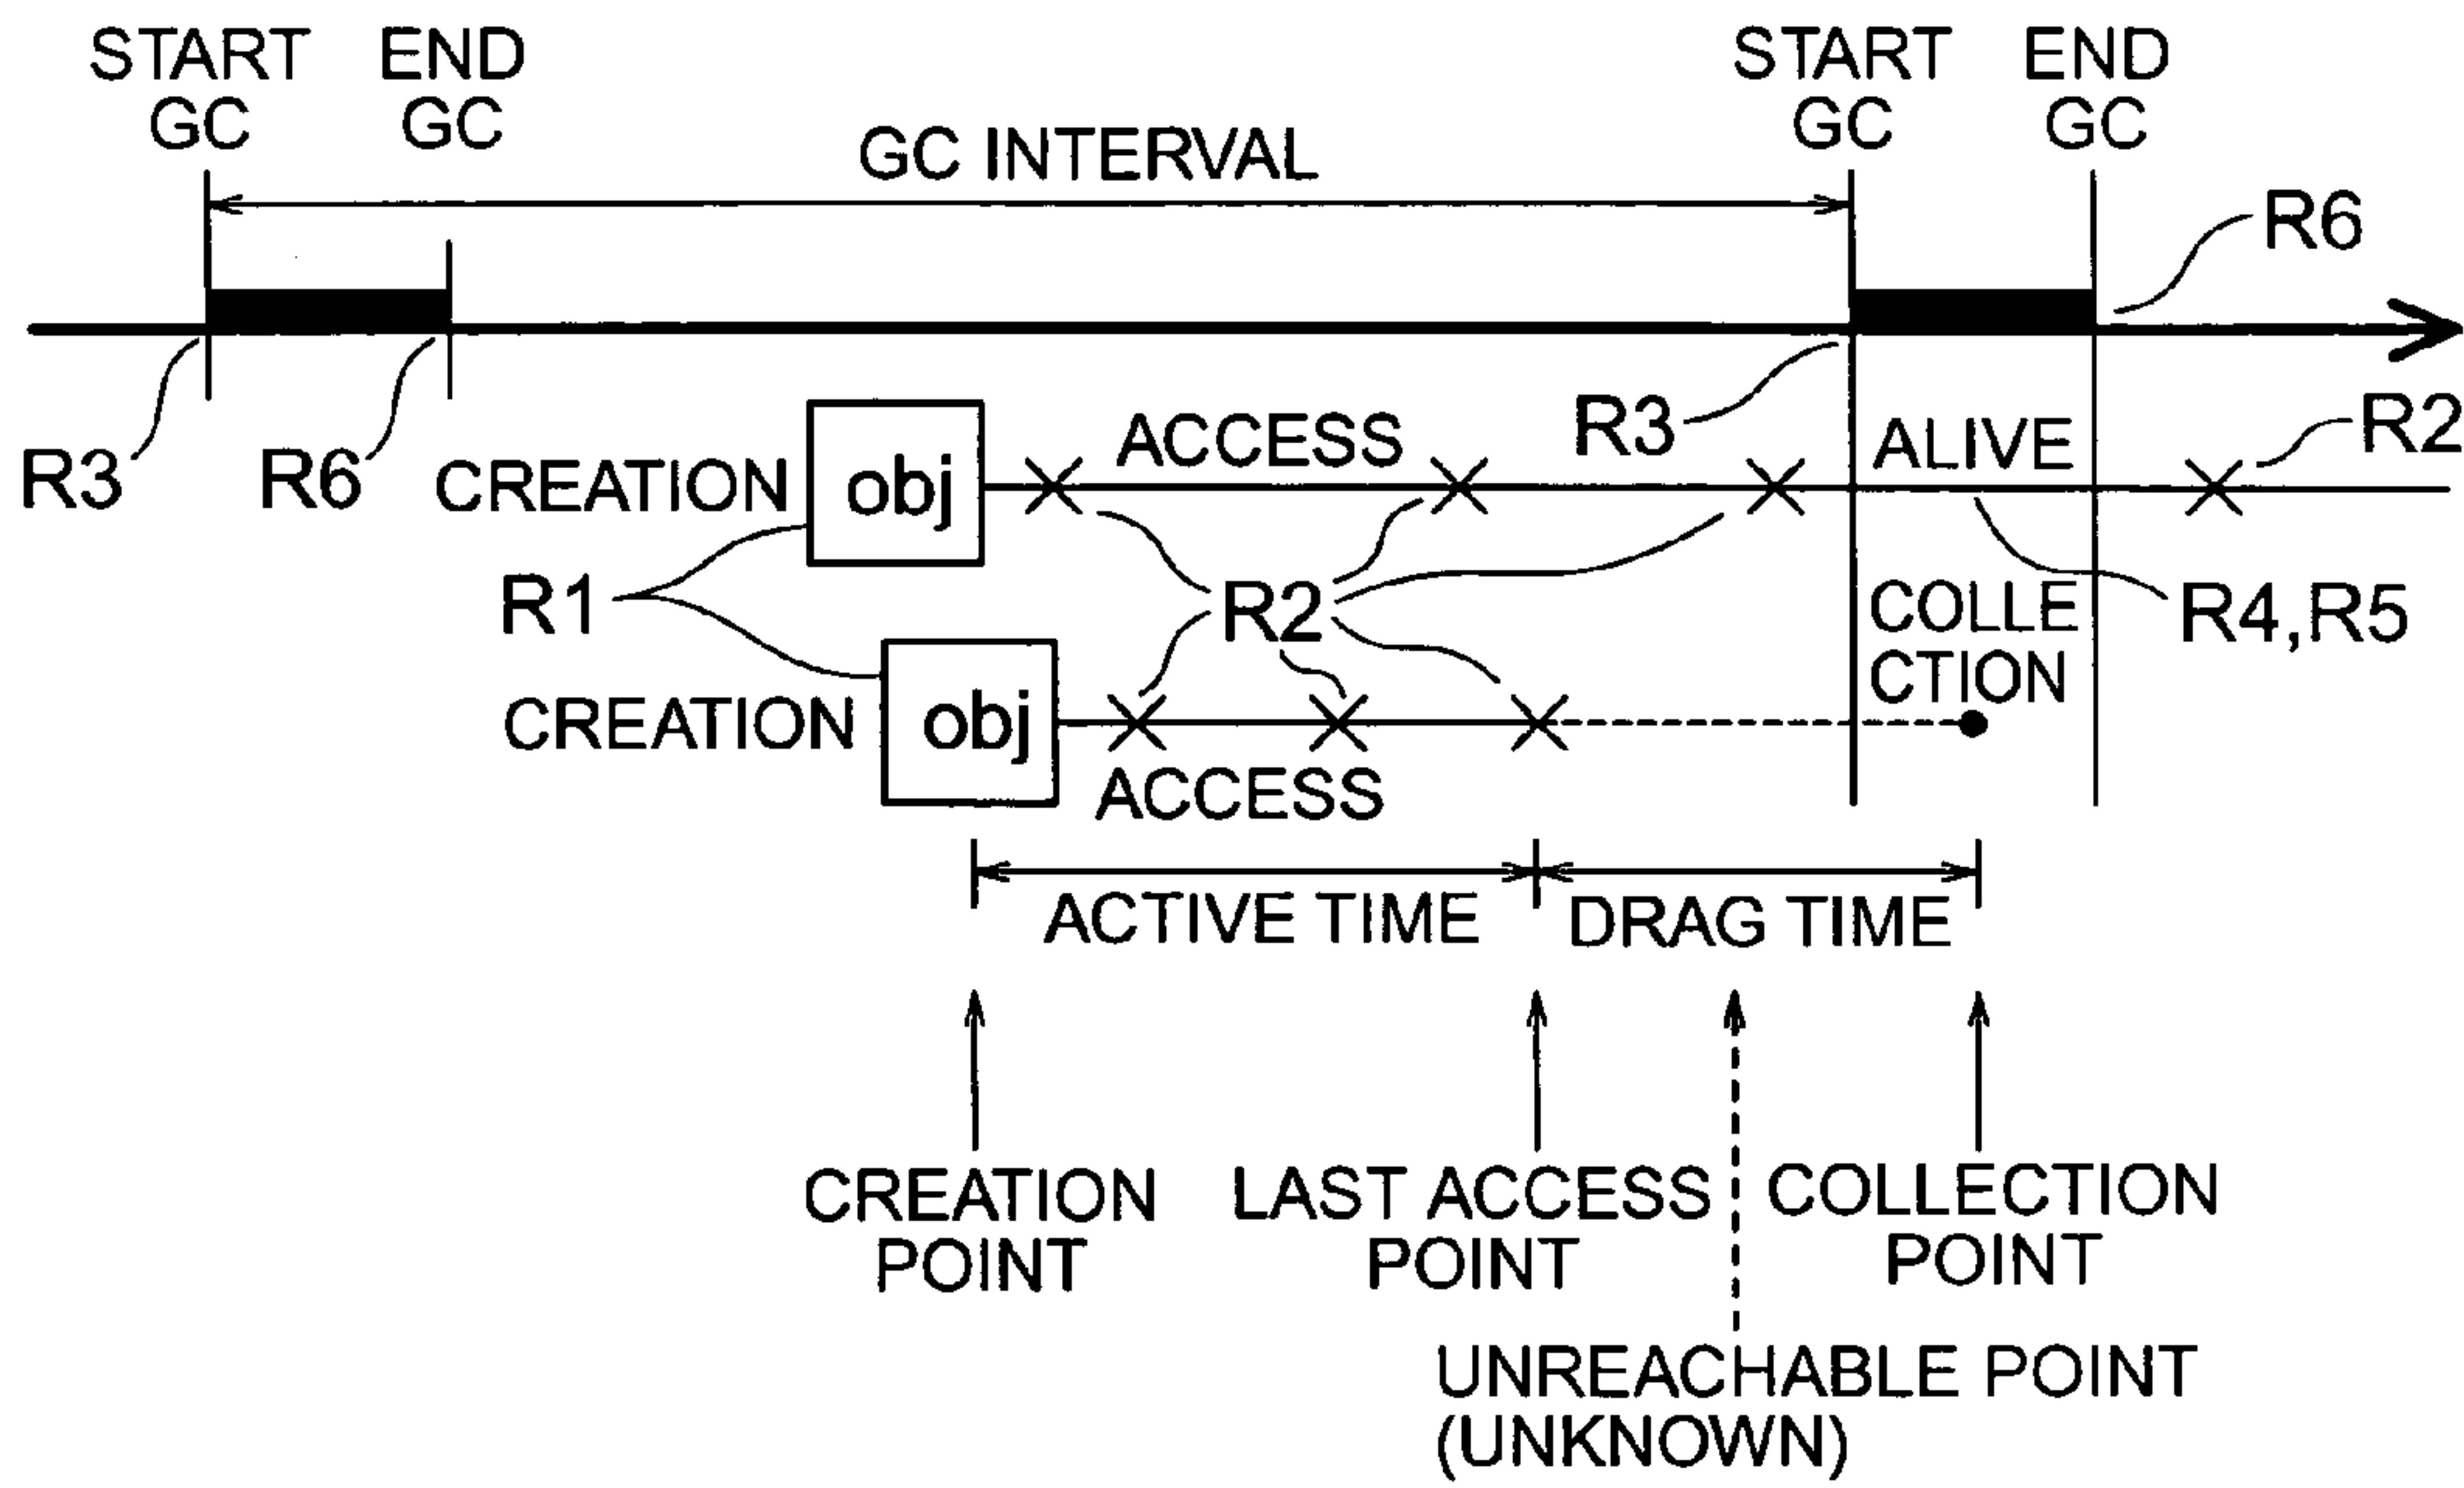 START
GC
END
GC
START
GC
END
GC
GC INTERVAL
R6
R3
R6
R3
R2
CREATION
obj
ACCESS
ALIVE
R1
R2
COLLE
CTION
R4,R5
CREATION
obj
ACCESS
ACTIVE TIME
DRAG TIME
CREATION
POINT
LAST ACCESS
POINT
COLLECTION
POINT
UNREACHABLE POINT
(UNKNOWN)